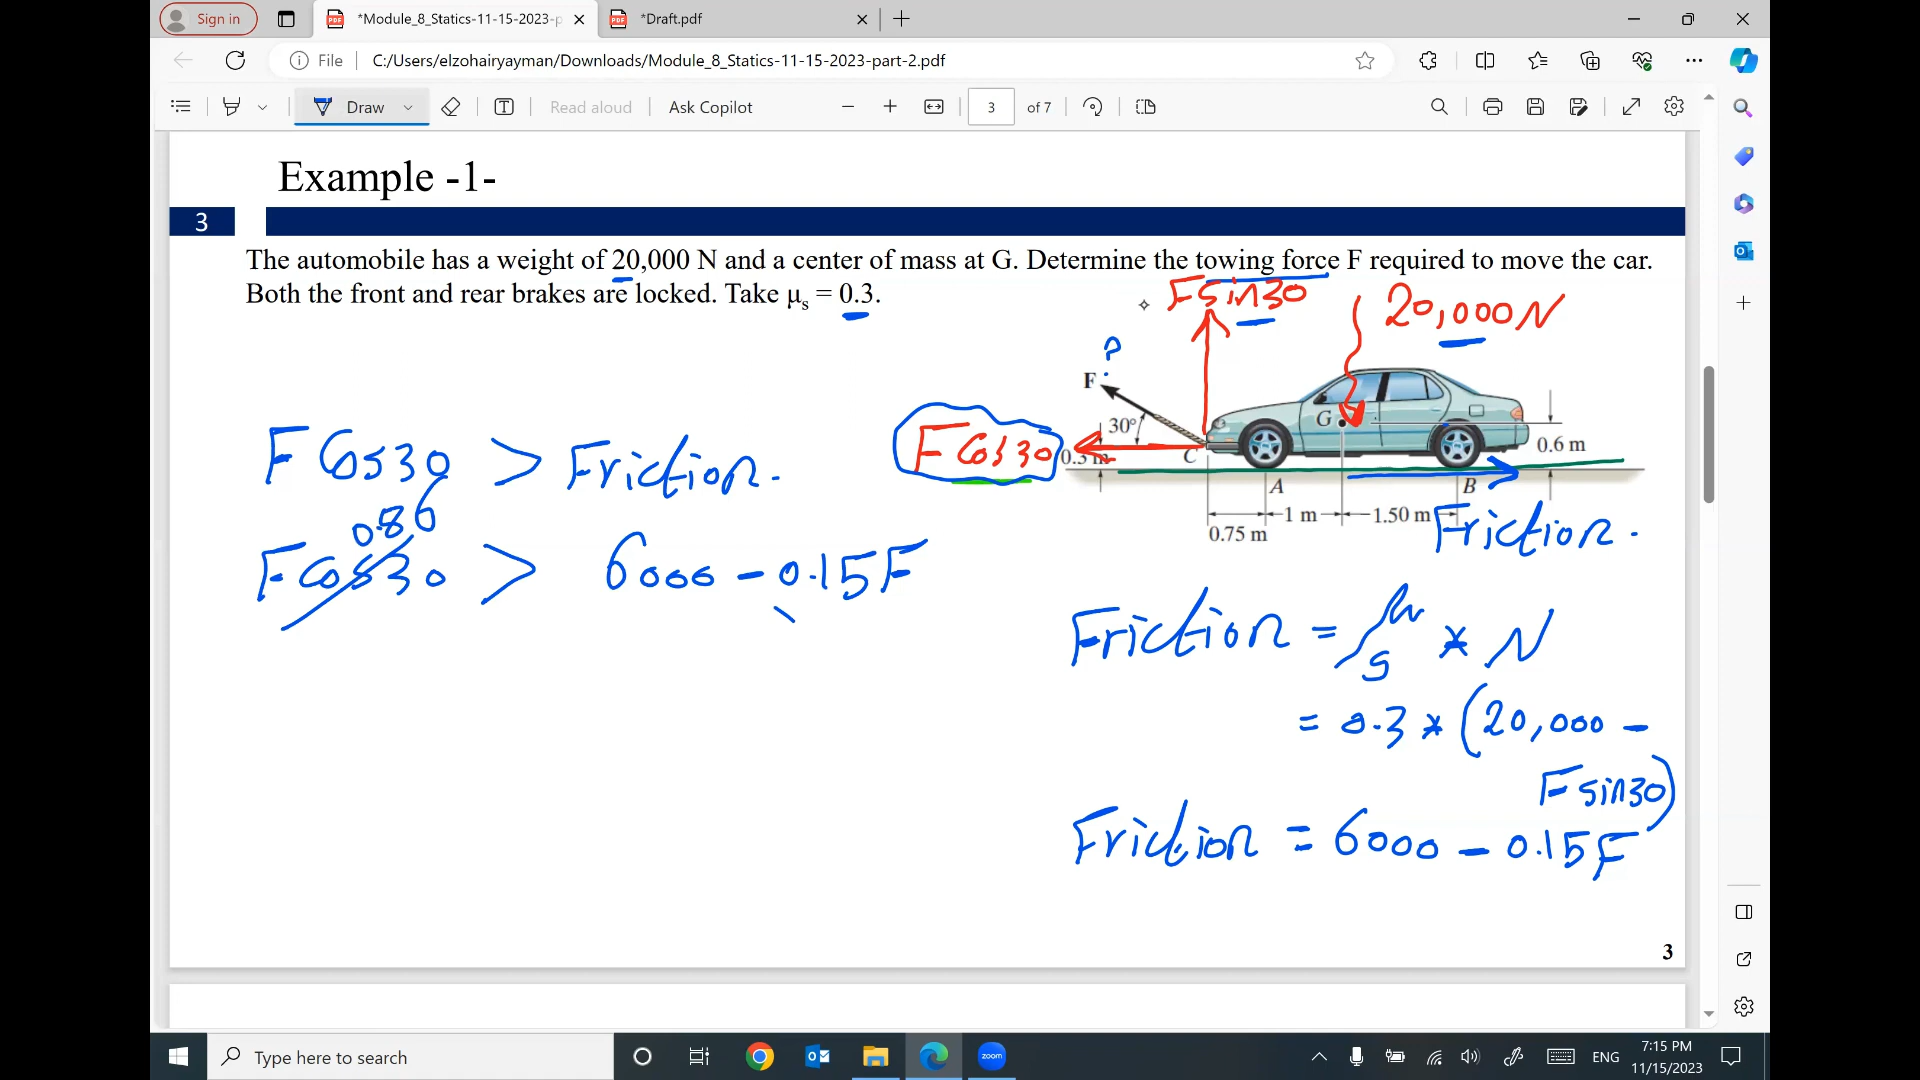 Sign in
*Module_8_Statics-11-15-2023-p
*Draft.pdf
File
C:/Users/elzohairyayman/Downloads/Module_8_Statics-11-15-2023-part-2.pdf
Draw
Read aloud
Ask Copilot
3 of 7
Example -1-
3
The automobile has a weight of 20,000 N and a center of mass at G. Determine the towing force F required to move the car.
Both the front and rear brakes are locked. Take μs = 0.3.
F sin30
20,000 N
?
F
30°
G
F Cos30
0.3 m
C
0.6 m
A
B
0.75 m
1 m
1.50 m
Friction.
F Cos30 > Friction.
0.86
F Cos30 > 6000 - 0.15F
Friction = μs * N
= 0.3 * (20,000 -
F sin30)
Friction = 6000 - 0.15F
3
Type here to search
zoom
ENG
7:15 PM
11/15/2023